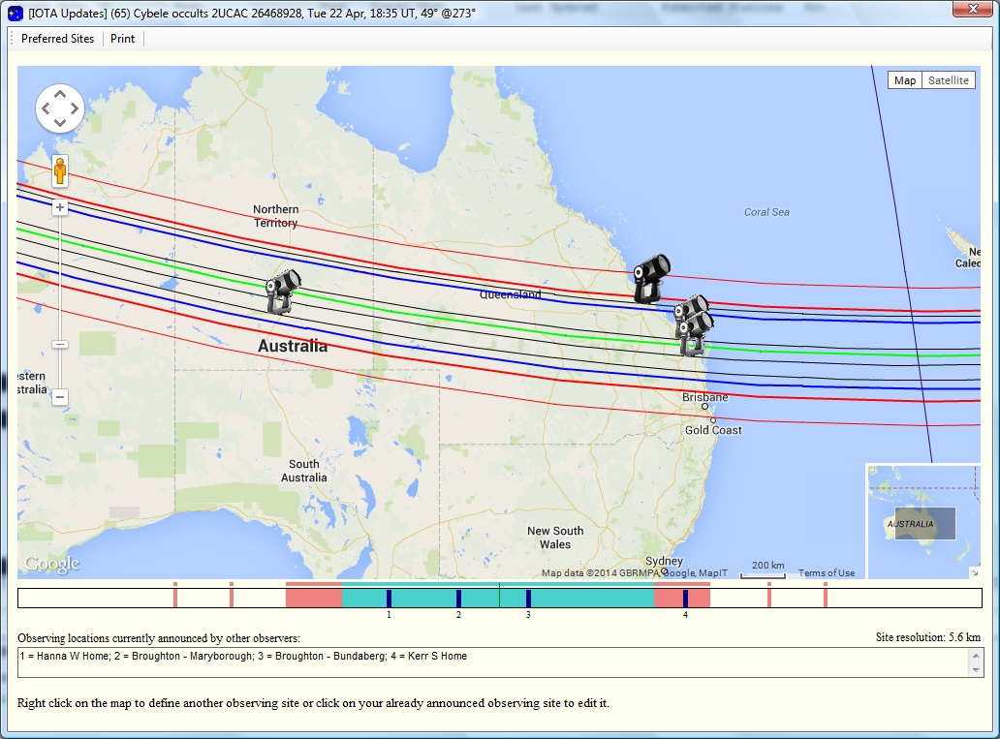 [IOTA Updates] (65) Cybele occults 2UCAC 26468928, Tue 22 Apr, 18:35 UT, 49° @273°
Preferred Sites
Print
Map
Satellite
Northern
Territory
Coral Sea
Ne
Caled
Queensland
Australia
estern
stralia
Brisbane
Gold Coast
South
Australia
New South
Wales
Sydney
AUSTRALIA
Google
Map data ©2014 GBRMPA, Google, MapIT
200 km
Terms of Use
1
2
3
4
Observing locations currently announced by other observers:
Site resolution: 5.6 km
1 = Hanna W Home; 2 = Broughton - Maryborough; 3 = Broughton - Bundaberg; 4 = Kerr S Home
Right click on the map to define another observing site or click on your already announced observing site to edit it.